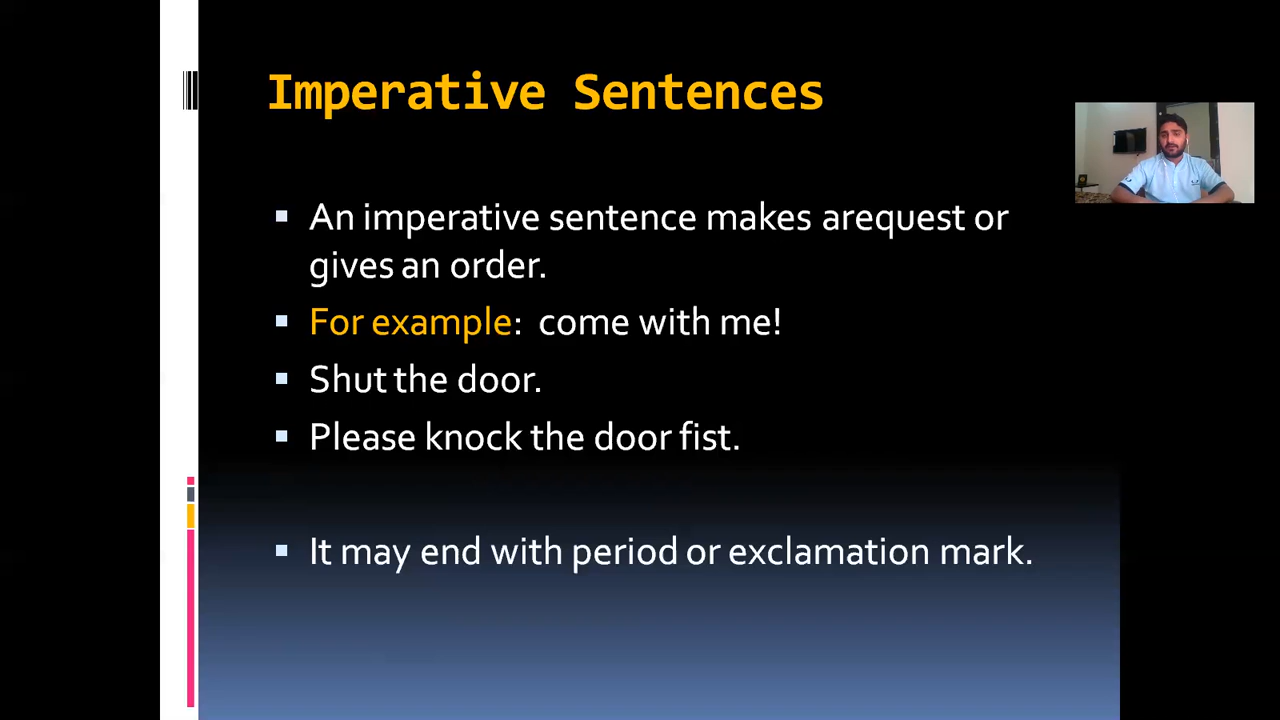 Imperative Sentences
An imperative sentence makes arequest or
gives an order.
For example: come with me!
Shut the door.
Please knock the door fist.
It may end with period or exclamation mark.